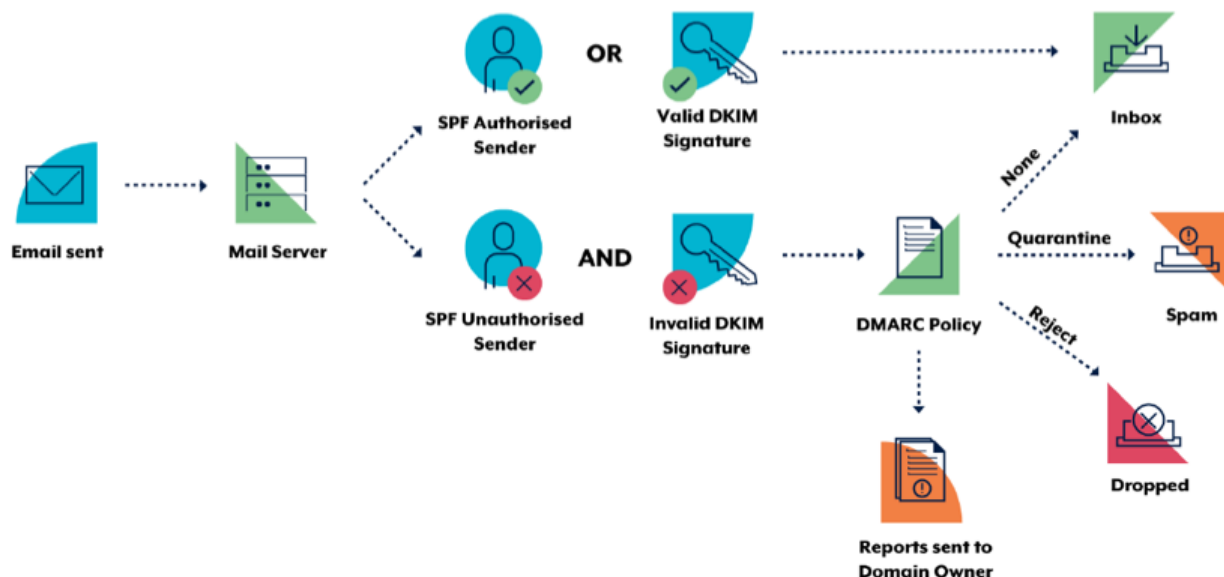 OR
SPF Authorised
Sender
Valid DKIM
Signature
Inbox
Email sent
Mail Server
None
AND
Quarantine
SPF Unauthorised
Sender
Invalid DKIM
Signature
DMARC Policy
Spam
Reject
Dropped
Reports sent to
Domain Owner